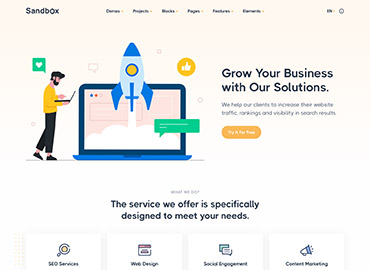 Sandbox
Demos Projects Blocks Pages Features Elements EN
Grow Your Business
with Our Solutions.
We help our clients to increase their website
traffic, rankings and visibility in search results.
Try It For Free
WHAT WE DO?
The service we offer is specifically
designed to meet your needs.
SEO Services Web Design Social Engagement Content Marketing